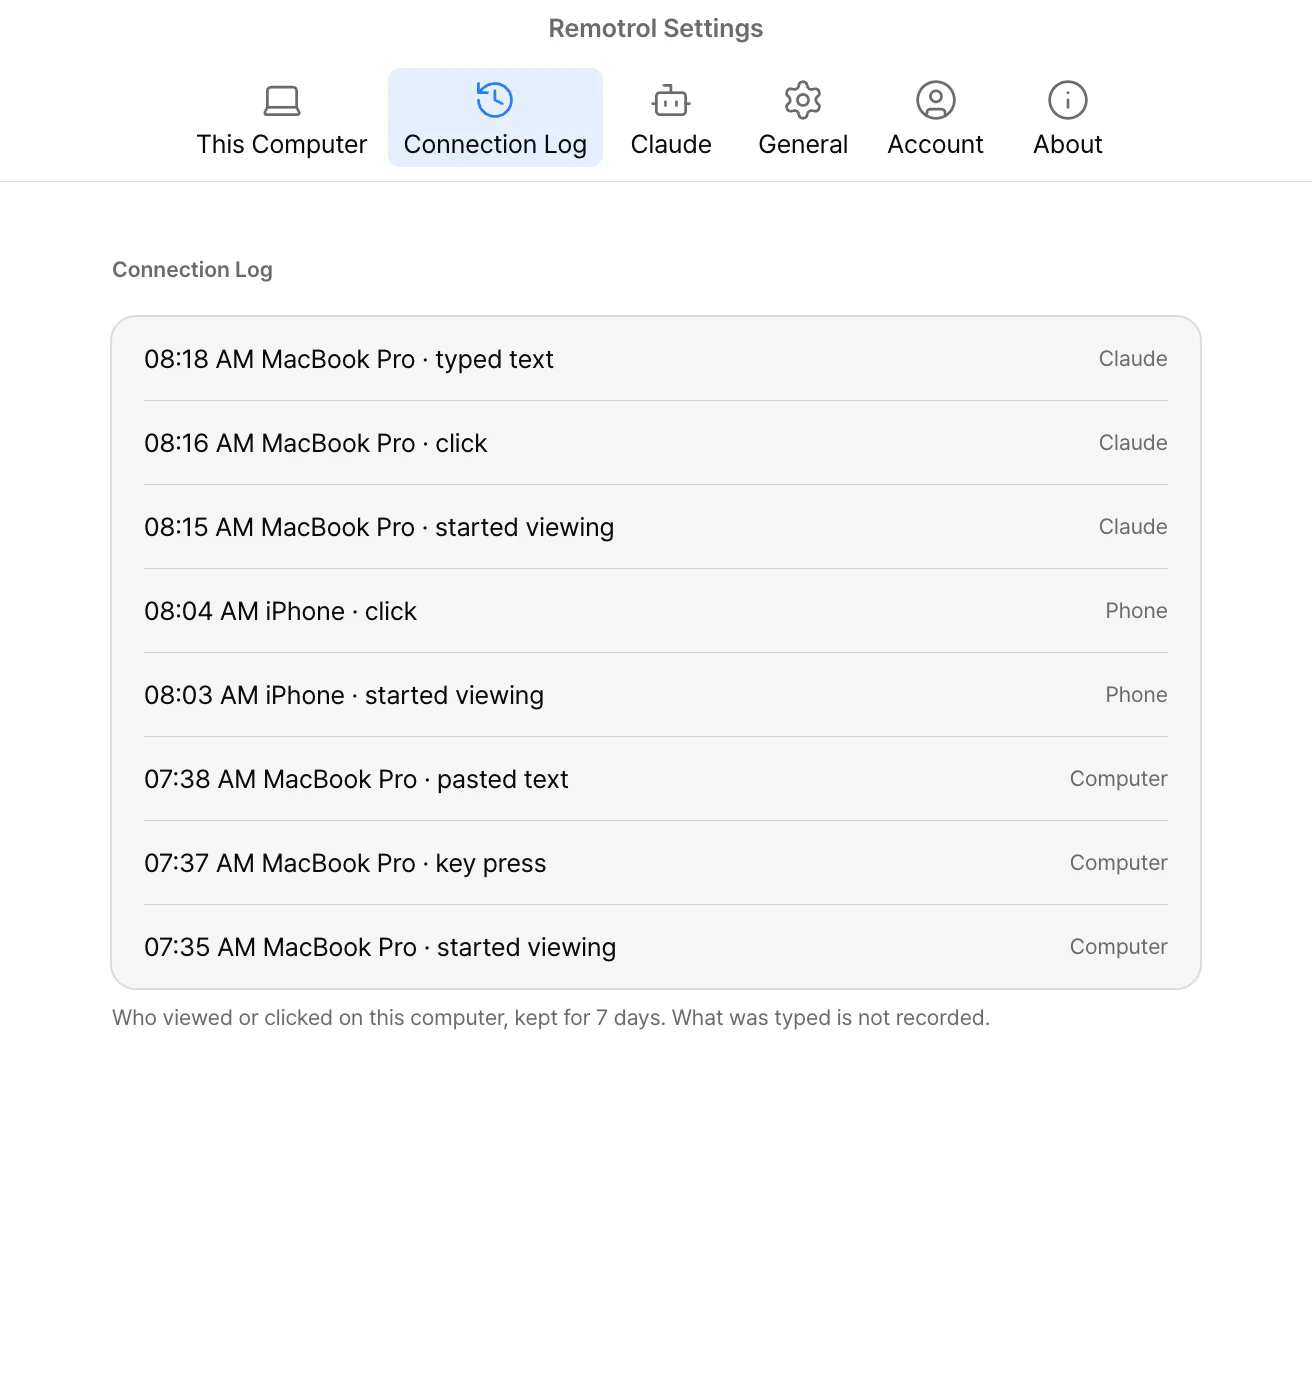 Remotrol Settings
This Computer
Connection Log
Claude
General
Account
About
Connection Log
08:18 AM MacBook Pro · typed text Claude
08:16 AM MacBook Pro · click Claude
08:15 AM MacBook Pro · started viewing Claude
08:04 AM iPhone · click Phone
08:03 AM iPhone · started viewing Phone
07:38 AM MacBook Pro · pasted text Computer
07:37 AM MacBook Pro · key press Computer
07:35 AM MacBook Pro · started viewing Computer
Who viewed or clicked on this computer, kept for 7 days. What was typed is not recorded.